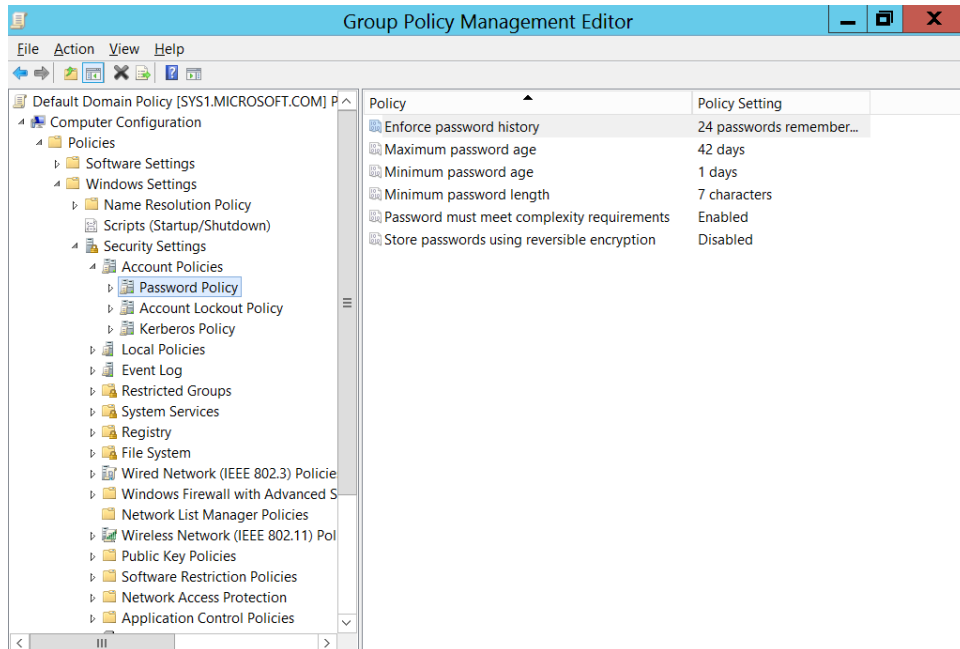 Group Policy Management Editor
File Action View Help
Default Domain Policy [SYS1.MICROSOFT.COM] P
Computer Configuration
Policies
Software Settings
Windows Settings
Name Resolution Policy
Scripts (Startup/Shutdown)
Security Settings
Account Policies
Password Policy
Account Lockout Policy
Kerberos Policy
Local Policies
Event Log
Restricted Groups
System Services
Registry
File System
Wired Network (IEEE 802.3) Policie
Windows Firewall with Advanced S
Network List Manager Policies
Wireless Network (IEEE 802.11) Pol
Public Key Policies
Software Restriction Policies
Network Access Protection
Application Control Policies
Policy Policy Setting
Enforce password history 24 passwords remember...
Maximum password age 42 days
Minimum password age 1 days
Minimum password length 7 characters
Password must meet complexity requirements Enabled
Store passwords using reversible encryption Disabled